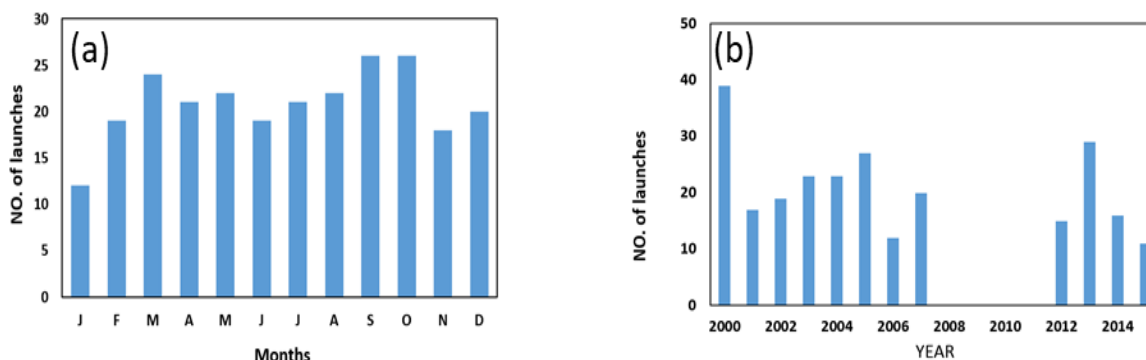 (a)
NO. of launches
30
25
20
15
10
5
0
J F M A M J J A S O N D
Months
(b)
NO. of launches
50
40
30
20
10
0
2000 2002 2004 2006 2008 2010 2012 2014
YEAR